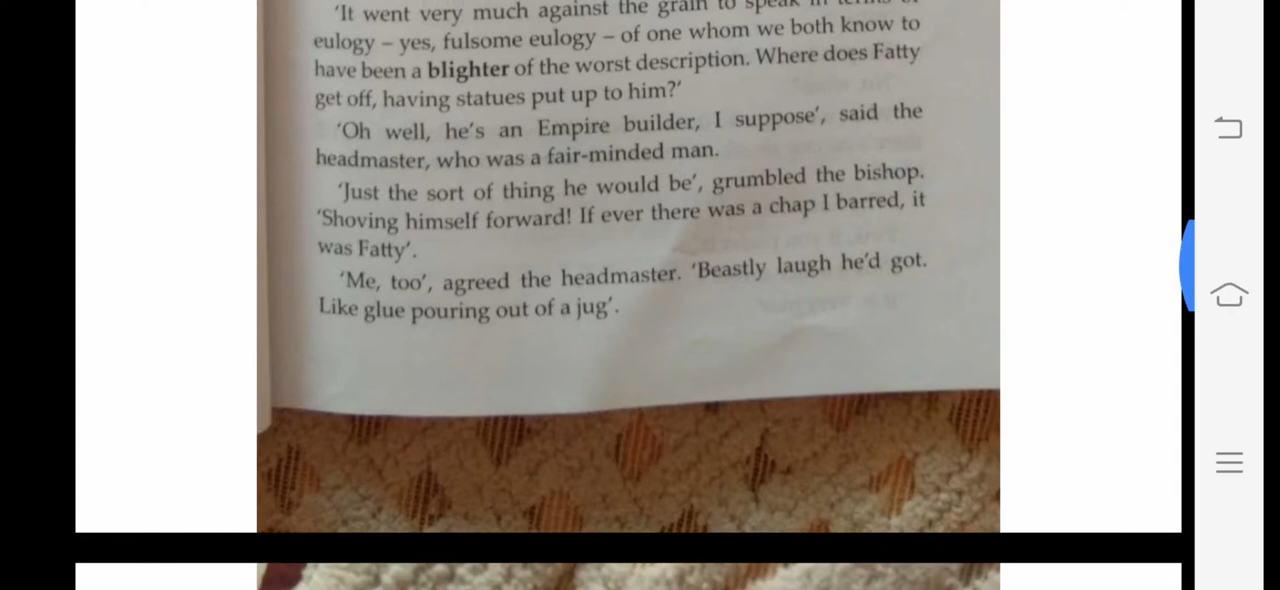 'It went very much against the grain to speak in terms of
eulogy – yes, fulsome eulogy – of one whom we both know to
have been a blighter of the worst description. Where does Fatty
get off, having statues put up to him?'
'Oh well, he's an Empire builder, I suppose', said the
headmaster, who was a fair-minded man.
'Just the sort of thing he would be', grumbled the bishop.
'Shoving himself forward! If ever there was a chap I barred, it
was Fatty'.
'Me, too', agreed the headmaster. 'Beastly laugh he'd got.
Like glue pouring out of a jug'.